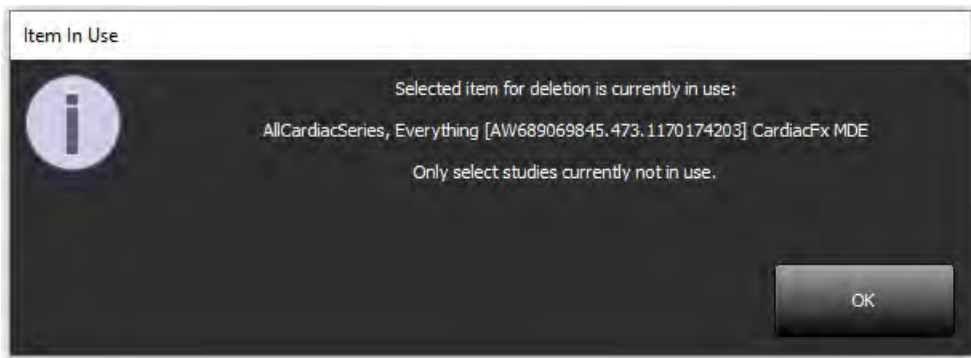 Item In Use
Selected item for deletion is currently in use:
AllCardiacSeries, Everything [AW689069845.473.1170174203] CardiacFx MDE
Only select studies currently not in use.
OK